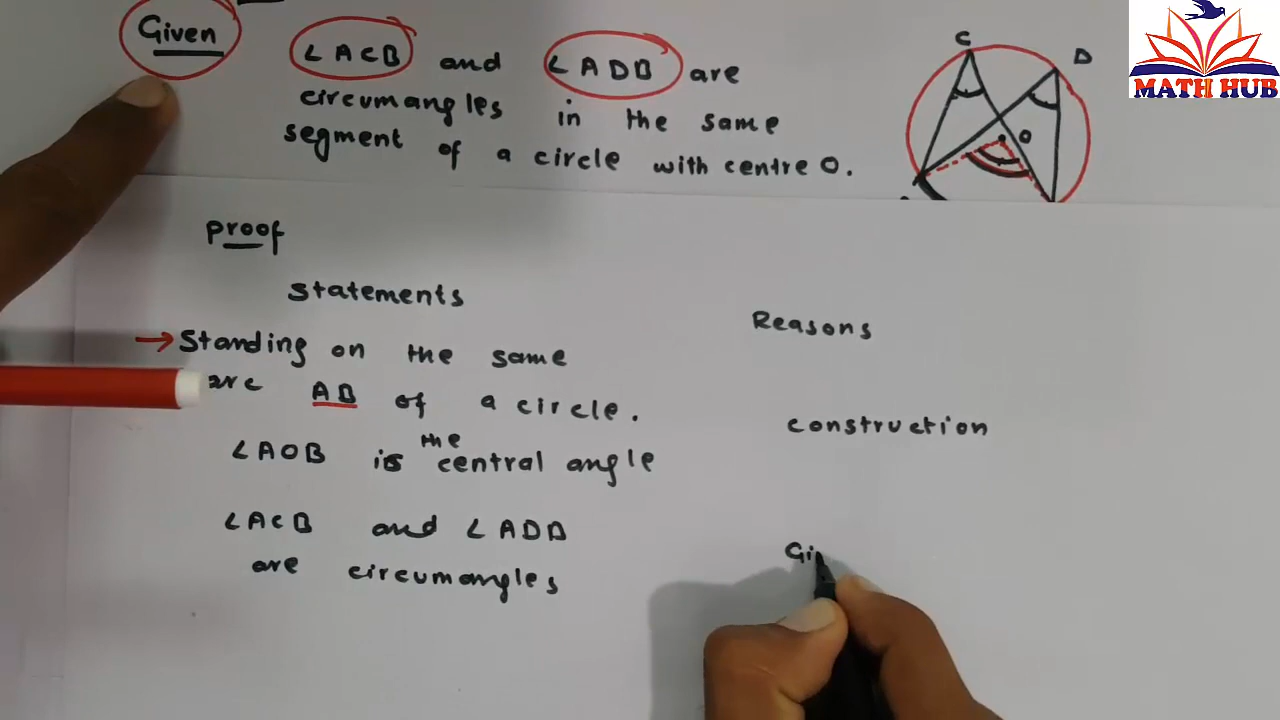 Given
∠ACB and ∠ADB are
circumangles in the same
segment of a circle with centre O.
C
D
O
MATH HUB
Proof
Statements
Reasons
→ Standing on the same
arc AB of a circle.
construction
∠AOB is the central angle
∠ACB and ∠ADB
are circumangles
Gi